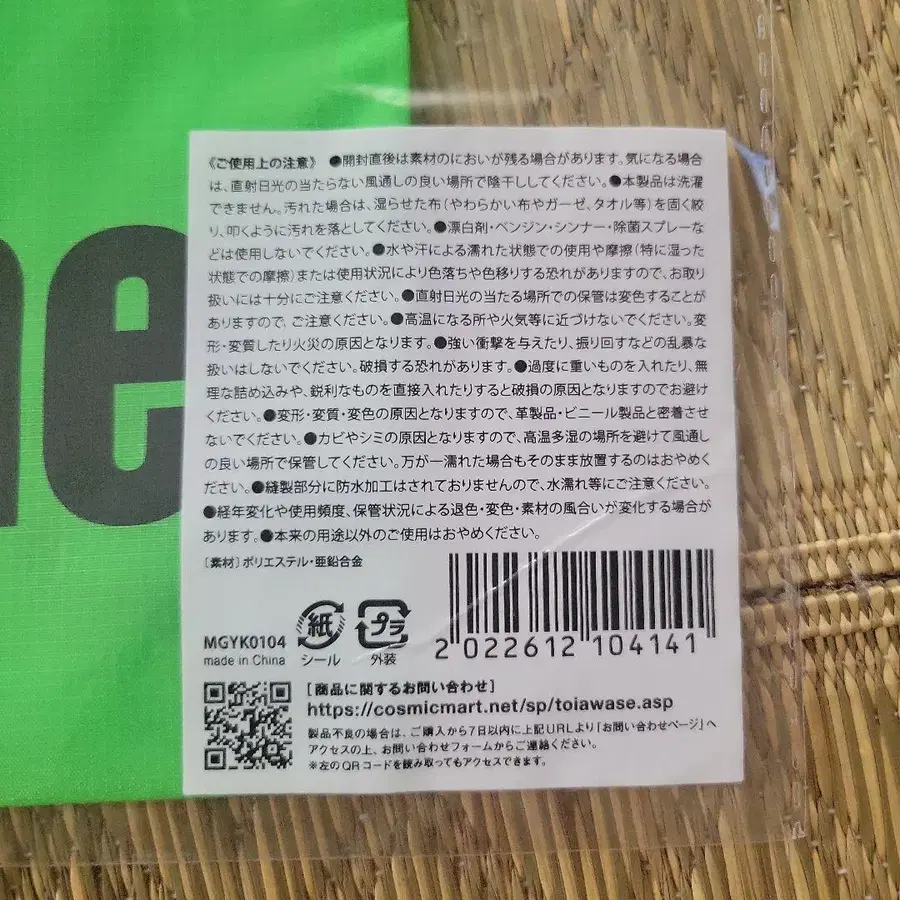 ne
《ご使用上の注意》 ●開封直後は素材のにおいが残る場合があります。気になる場合
は、直射日光の当たらない風通しの良い場所で陰干ししてください。●本製品は洗濯
できません。汚れた場合は、湿らせた布(やわらかい布やガーゼ、タオル等)を固く絞
り、叩くように汚れを落としてください。●漂白剤・ベンジン・シンナー・除菌スプレーな
どは使用しないでください。●水や汗による濡れた状態での使用や摩擦(特に湿った
状態での摩擦)または使用状況により色落ちや色移りする恐れがありますので、お取り
扱いには十分にご注意ください。●直射日光の当たる場所での保管は変色することが
ありますので、ご注意ください。●高温になる所や火気等に近づけないでください。変
形・変質したり火災の原因となります。●強い衝撃を与えたり、振り回すなどの乱暴な
扱いはしないでください。破損する恐れがあります。●過度に重いものを入れたり、無
理な詰め込みや、鋭利なものを直接入れたりすると破損の原因となりますのでお避け
ください。●変形・変質・変色の原因となりますので、革製品・ビニール製品と密着させ
ないでください。●カビやシミの原因となりますので、高温多湿の場所を避けて風通し
の良い場所で保管してください。万が一濡れた場合もそのまま放置するのはおやめく
ださい。●縫製部分に防水加工はされておりませんので、水濡れ等にご注意ください。
●経年変化や使用頻度、保管状況による退色・変色・素材の風合いが変化する場合が
あります。●本来の用途以外のご使用はおやめください。
〔素材〕ポリエステル・亜鉛合金
MGYK0104
made in China
紙
シール
プラ
外装
2 022612 104141
[商品に関するお問い合わせ]
https://cosmicmart.net/sp/toiawase.asp
製品不良の場合は、ご購入から7日以内に上記URLより「お問い合わせページ」へ
アクセスの上、お問い合わせフォームからご連絡ください。
※左のQRコードを読み取ってもアクセスできます。